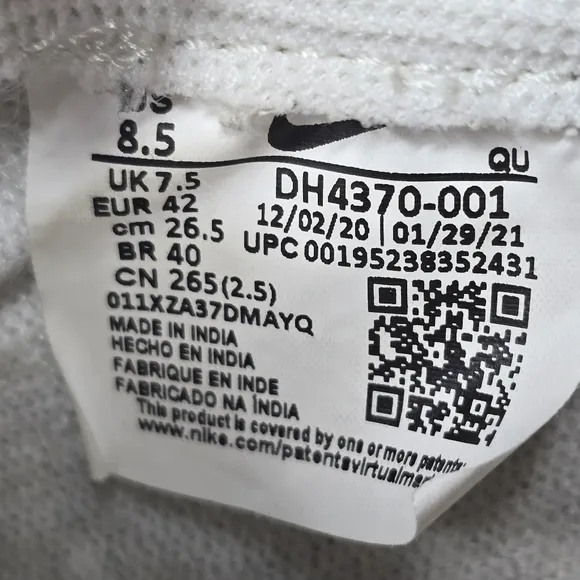 US
8.5
QU
UK 7.5
DH4370-001
EUR 42
12/02/20 | 01/29/21
cm 26.5
UPC 00195238352431
BR 40
CN 265(2.5)
011XZA37DMAYQ
MADE IN INDIA
HECHO EN INDIA
FABRIQUE EN INDE
FABRICADO NA ÍNDIA
This product is covered by one or more patents
www.nike.com/patentsvirtualmar